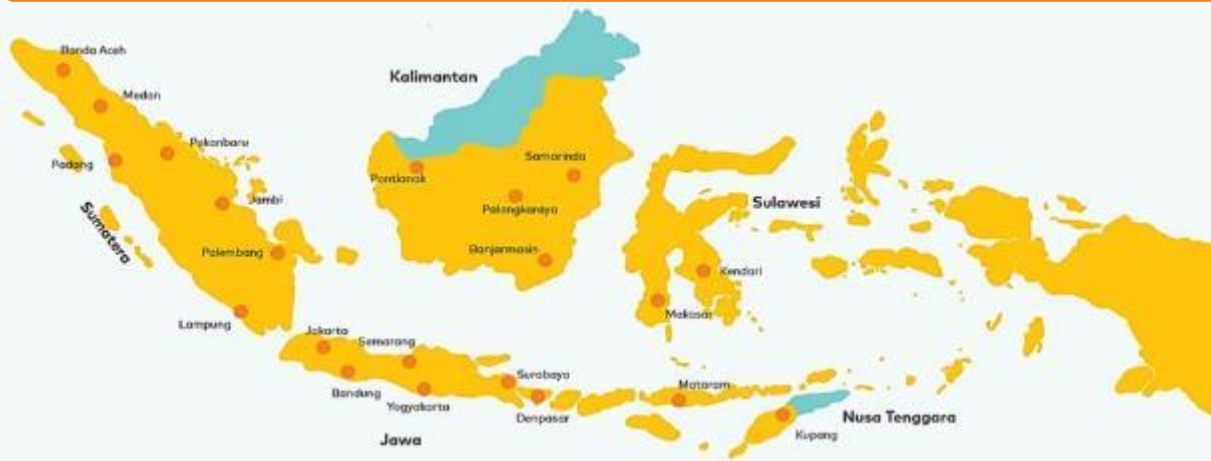 Banda Aceh
Kalimantan
Medan
Pekanbaru
Padang
Samarinda
Pontianak
Jambi
Sumatera
Palangkaraya
Sulawesi
Palembang
Banjarmasin
Kendari
Makasar
Lampung
Jakarta
Semarang
Surabaya
Mataram
Bandung
Yogyakarta
Denpasar
Nusa Tenggara
Kupang
Jawa